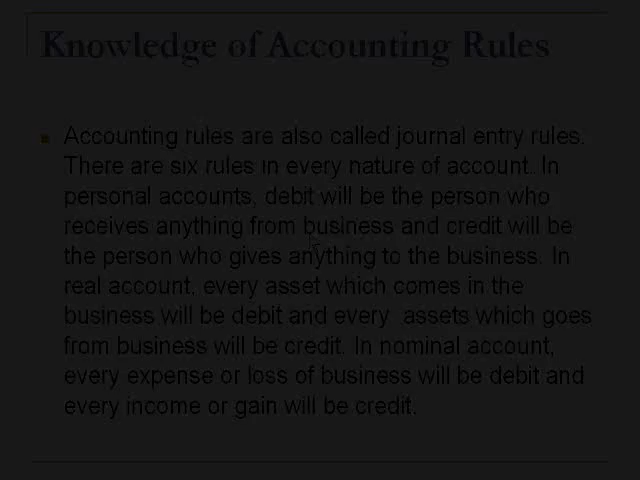 Knowledge of Accounting Rules
Accounting rules are also called journal entry rules.
There are six rules in every nature of account. In
personal accounts, debit will be the person who
receives anything from business and credit will be
the person who gives anything to the business. In
real account, every asset which comes in the
business will be debit and every assets which goes
from business will be credit. In nominal account,
every expense or loss of business will be debit and
every income or gain will be credit.